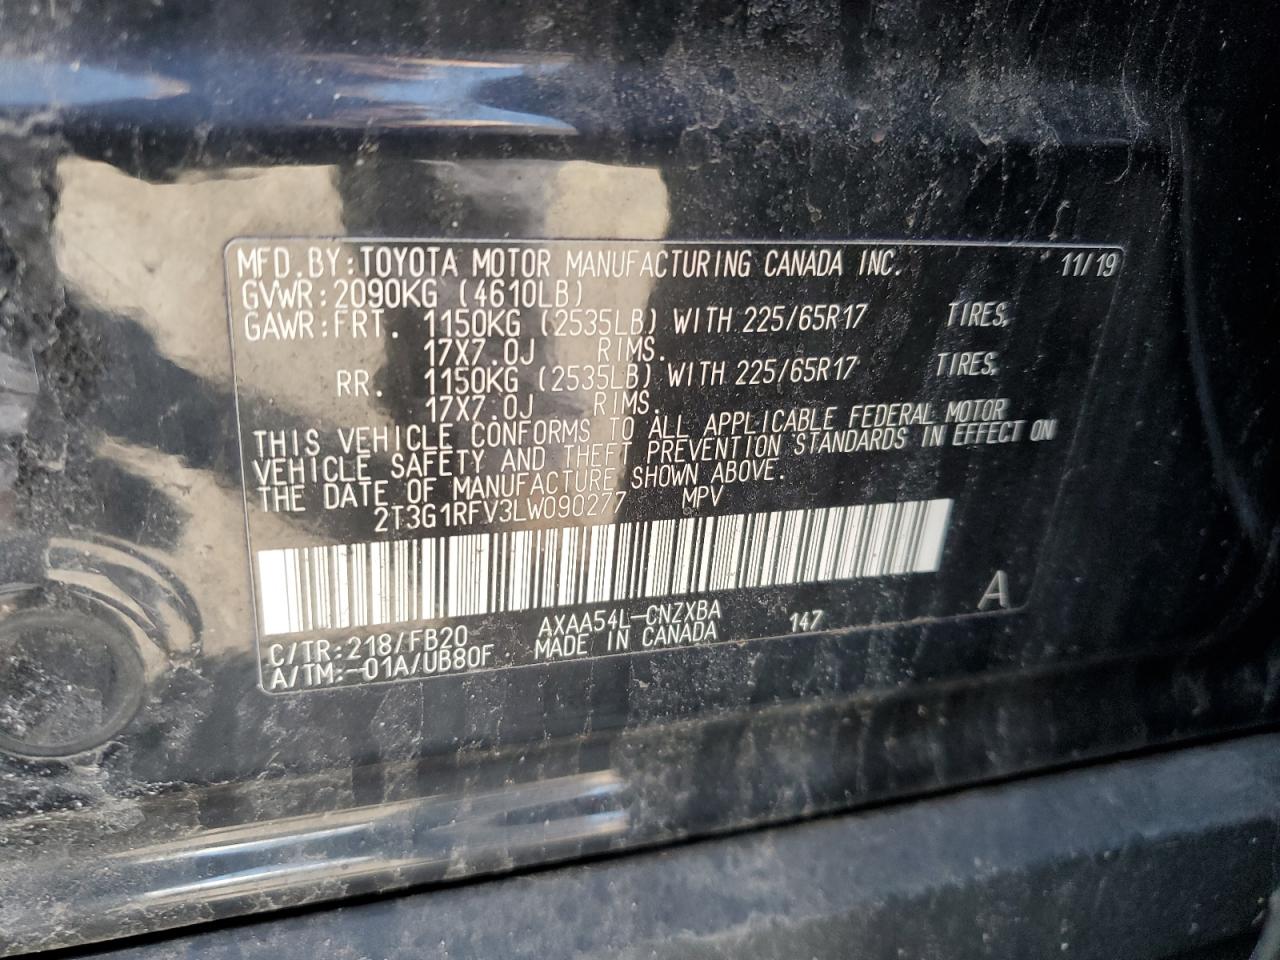 MFD.BY:TOYOTA MOTOR MANUFACTURING CANADA INC. 11/19
GVWR:2090KG (4610LB)
GAWR:FRT. 1150KG (2535LB) WITH 225/65R17 TIRES,
17X7.0J RIMS.
RR. 1150KG (2535LB) WITH 225/65R17 TIRES,
17X7.0J RIMS.
THIS VEHICLE CONFORMS TO ALL APPLICABLE FEDERAL MOTOR
VEHICLE SAFETY AND THEFT PREVENTION STANDARDS IN EFFECT ON
THE DATE OF MANUFACTURE SHOWN ABOVE.
2T3G1RFV3LW090277 MPV
A
C/TR:218/FB20 AXAA54L-CNZXBA 147
A/TM:-01A/UB80F MADE IN CANADA